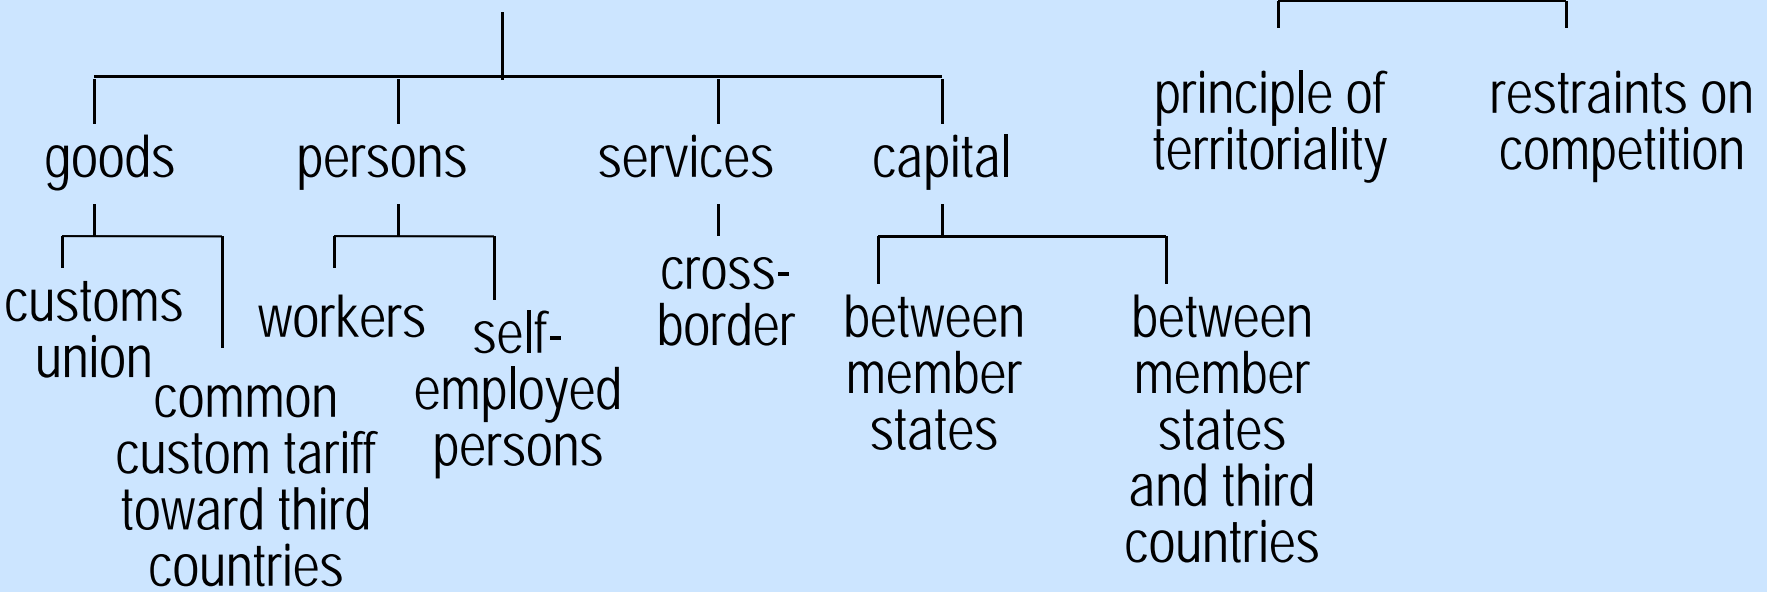 principle of
territoriality
restraints on
competition
goods
persons
services
capital
customs
union
common
custom tariff
toward third
countries
workers
self-
employed
persons
cross-
border
between
member
states
between
member
states
and third
countries